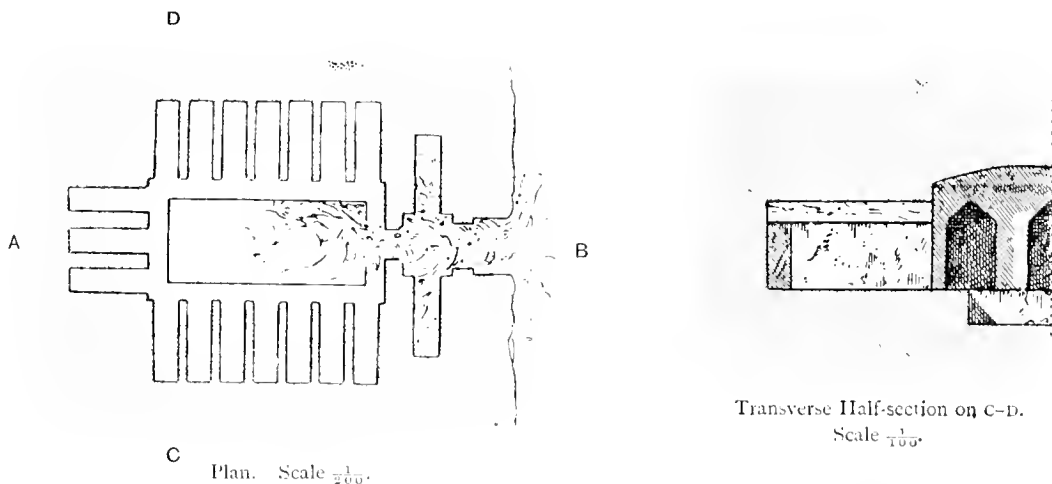 D
A
B
C
Plan. Scale 1/200.
Transverse Half-section on C-D.
Scale 1/100.